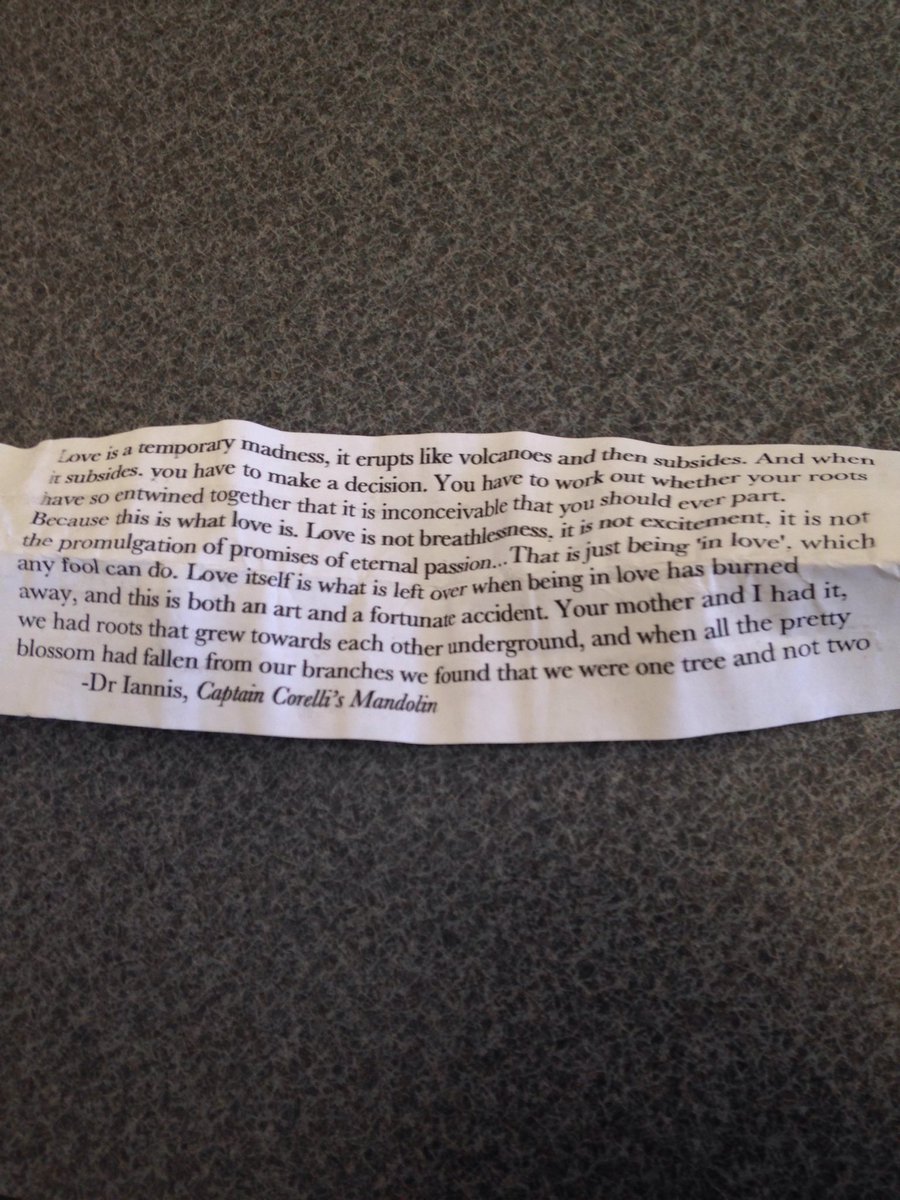 Love is a temporary madness, it erupts like volcanoes and then subsides. And when
it subsides, you have to make a decision. You have to work out whether your roots
have so entwined together that it is inconceivable that you should ever part.
Because this is what love is. Love is not breathlessness, it is not excitement, it is not
the promulgation of promises of eternal passion... That is just being 'in love', which
any fool can do. Love itself is what is left over when being in love has burned
away, and this is both an art and a fortunate accident. Your mother and I had it,
we had roots that grew towards each other underground, and when all the pretty
blossom had fallen from our branches we found that we were one tree and not two
-Dr Iannis, Captain Corelli's Mandolin